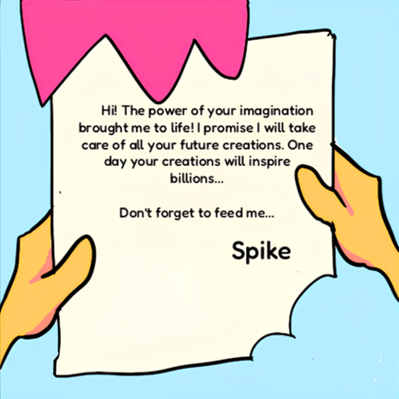 Hi! The power of your imagination
brought me to life! I promise I will take
care of all your future creations. One
day your creations will inspire
billions...
Don't forget to feed me...
Spike